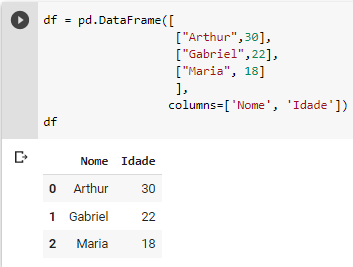 df = pd.DataFrame([
["Arthur",30],
["Gabriel",22],
["Maria", 18]
],
columns=['Nome', 'Idade'])
df
Nome Idade
0 Arthur 30
1 Gabriel 22
2 Maria 18